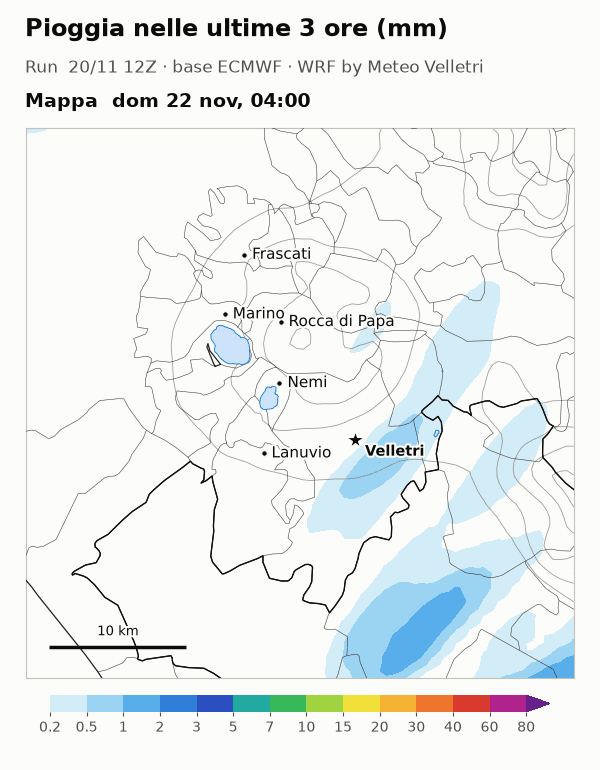 Pioggia nelle ultime 3 ore (mm)
Run  20/11 12Z · base ECMWF · WRF by Meteo Velletri
Mappa  dom 22 nov, 04:00
Frascati
Marino
Rocca di Papa
Nemi
Velletri
Lanuvio
10 km
0.2 0.5 1 2 3 5 7 10 15 20 30 40 60 80